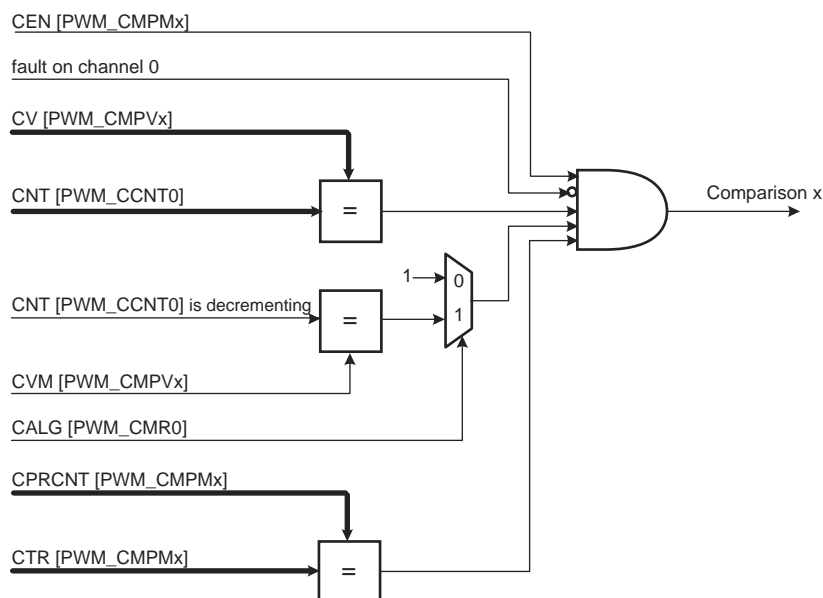 CEN [PWM_CMPMx]
fault on channel 0
CV [PWM_CMPVx]
CNT [PWM_CCNT0]
=
Comparison x
1
0
CNT [PWM_CCNT0] is decrementing
=
1
CVM [PWM_CMPVx]
CALG [PWM_CMR0]
CPRCNT [PWM_CMPMx]
CTR [PWM_CMPMx]
=